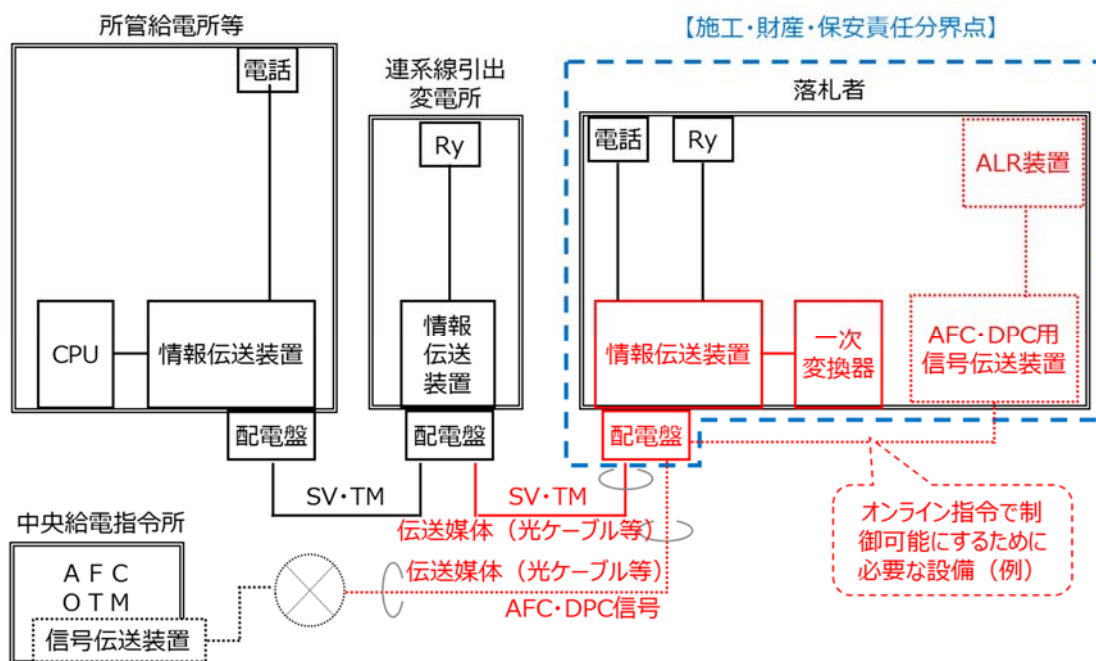 所管給電所等
電話
CPU
情報伝送装置
配電盤
連系線引出
変電所
Ry
情報
伝送
装置
配電盤
【施工・財産・保安責任分界点】
落札者
電話
Ry
ALR装置
情報伝送装置
一次
変換器
AFC・DPC用
信号伝送装置
配電盤
SV・TM
SV・TM
伝送媒体（光ケーブル等）
伝送媒体（光ケーブル等）
AFC・DPC信号
オンライン指令で制
御可能にするために
必要な設備（例）
中央給電指令所
ＡＦＣ
ＯＴＭ
信号伝送装置